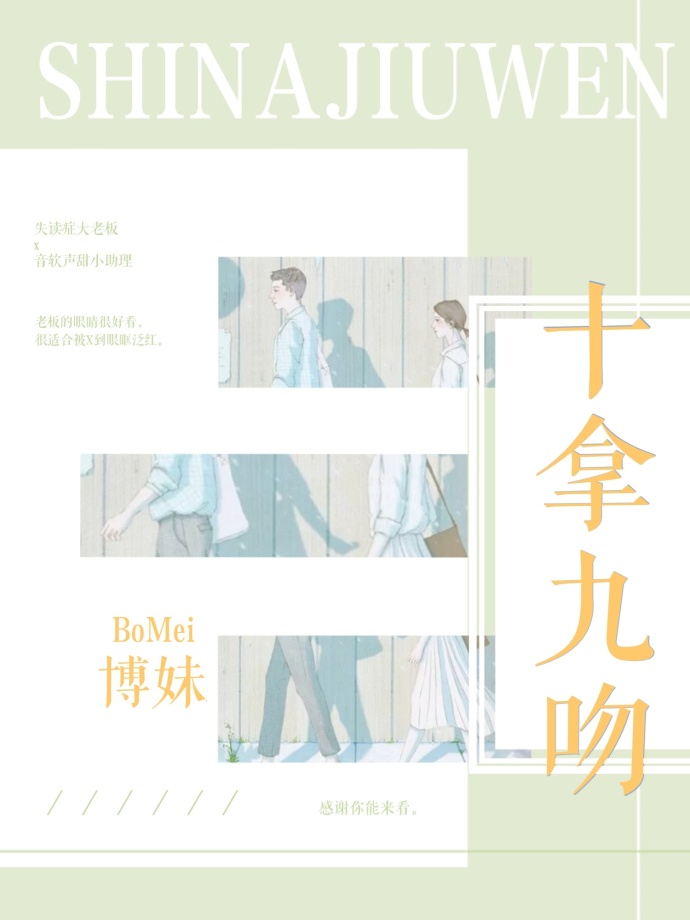 SHINAJIUWEN
失读症大老板
x
音软声甜小助理
老板的眼睛很好看，
很适合被X到眼眶泛红。
十拿九吻
BoMei
博妹
//////
感谢你能来看。